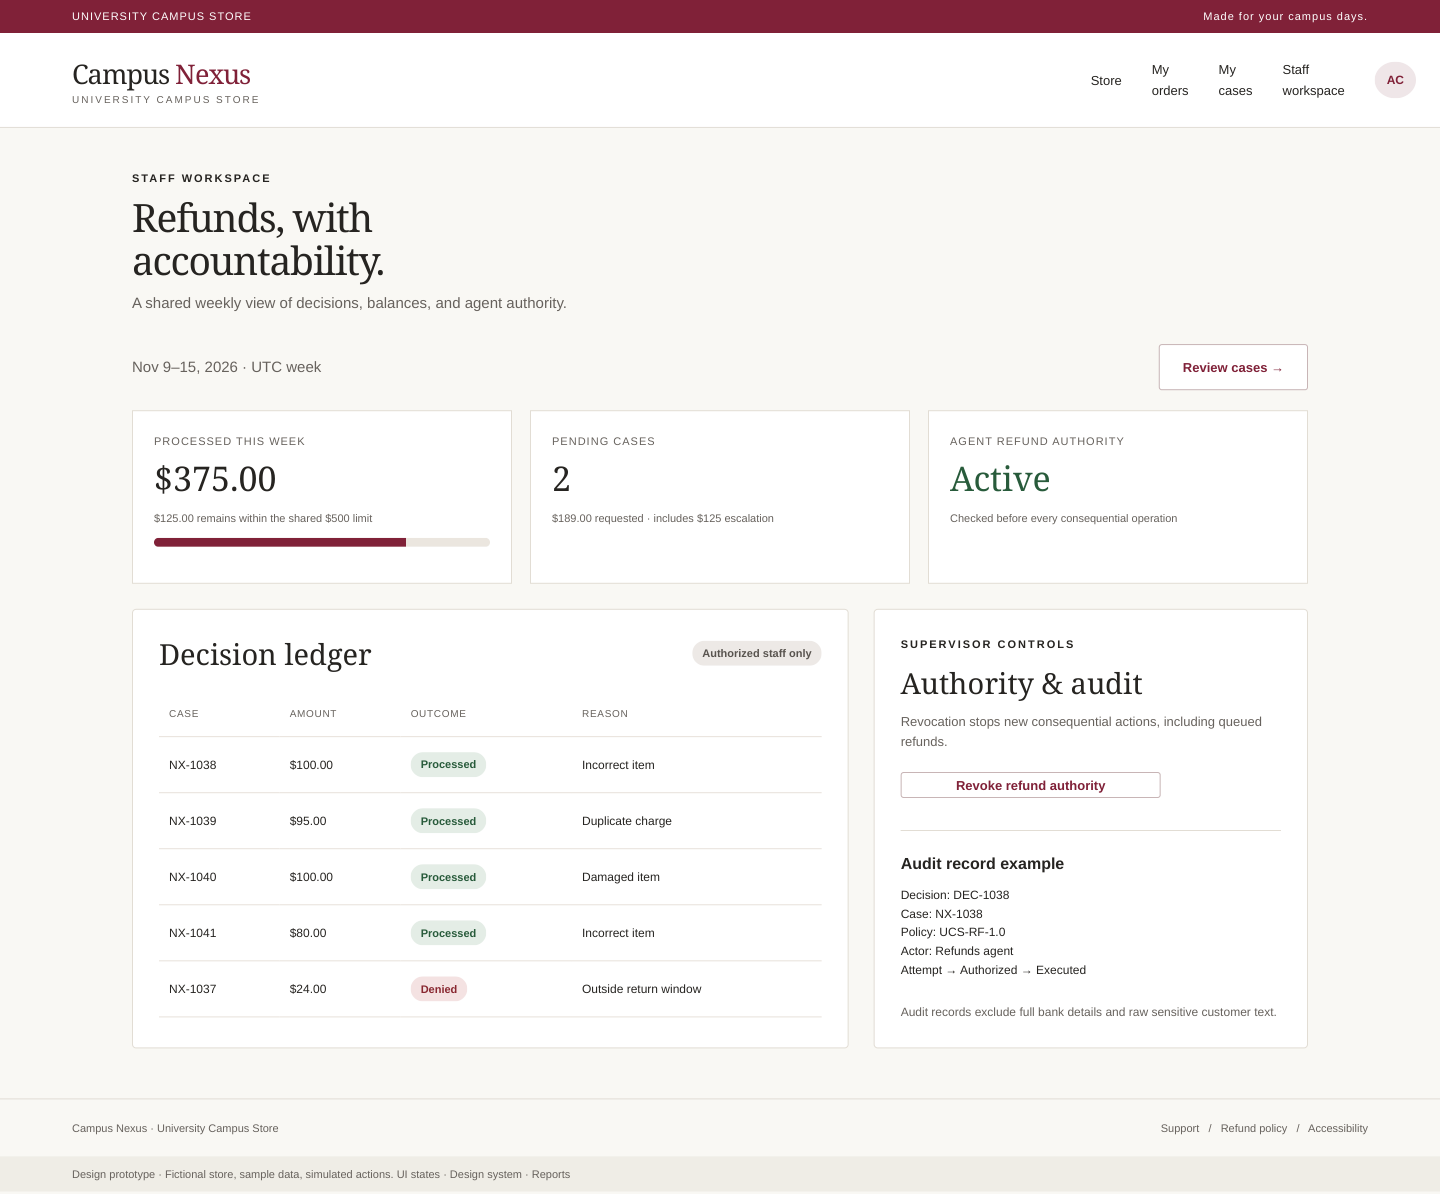 UNIVERSITY CAMPUS STORE
Made for your campus days.
Campus Nexus
UNIVERSITY CAMPUS STORE
Store
My orders
My cases
Staff workspace
AC
STAFF WORKSPACE
Refunds, with
accountability.
A shared weekly view of decisions, balances, and agent authority.
Nov 9–15, 2026 · UTC week
Review cases →
PROCESSED THIS WEEK
$375.00
$125.00 remains within the shared $500 limit
PENDING CASES
2
$189.00 requested · includes $125 escalation
AGENT REFUND AUTHORITY
Active
Checked before every consequential operation
Decision ledger
Authorized staff only
CASE AMOUNT OUTCOME REASON
NX-1038 $100.00 Processed Incorrect item
NX-1039 $95.00 Processed Duplicate charge
NX-1040 $100.00 Processed Damaged item
NX-1041 $80.00 Processed Incorrect item
NX-1037 $24.00 Denied Outside return window
SUPERVISOR CONTROLS
Authority & audit
Revocation stops new consequential actions, including queued
refunds.
Revoke refund authority
Audit record example
Decision: DEC-1038
Case: NX-1038
Policy: UCS-RF-1.0
Actor: Refunds agent
Attempt → Authorized → Executed
Audit records exclude full bank details and raw sensitive customer text.
Campus Nexus · University Campus Store
Support / Refund policy / Accessibility
Design prototype · Fictional store, sample data, simulated actions. UI states · Design system · Reports